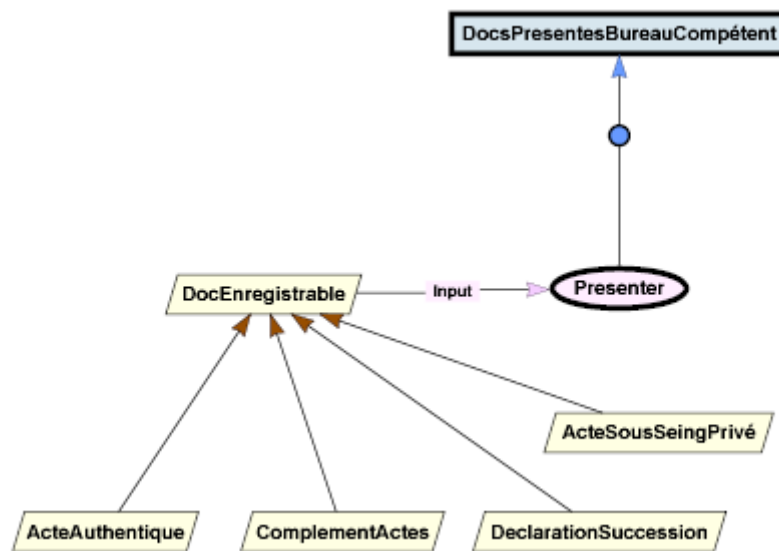 DocsPresentesBureauCompétent
DocEnregistrable
Input
Presenter
ActeSousSeingPrivé
ActeAuthentique
ComplementActes
DeclarationSuccession